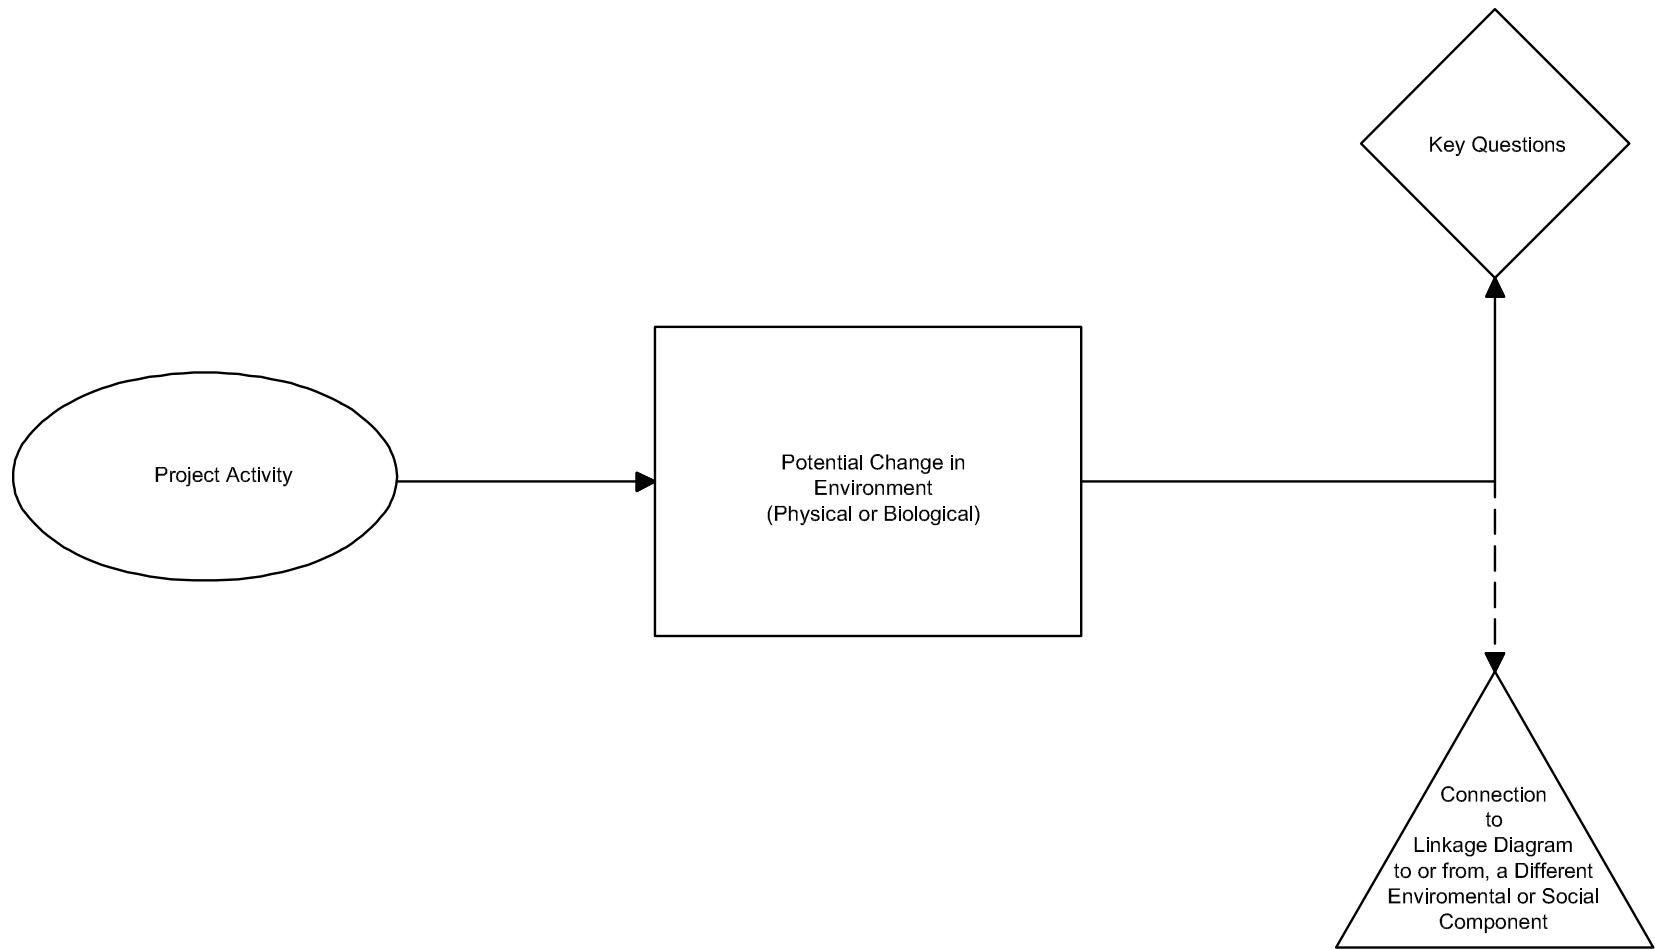 Key Questions
Project Activity
Potential Change in
Environment
(Physical or Biological)
Connection
to
Linkage Diagram
to or from, a Different
Enviromental or Social
Component